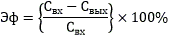 Эф = {(Свх − Свых) / Свх} × 100%